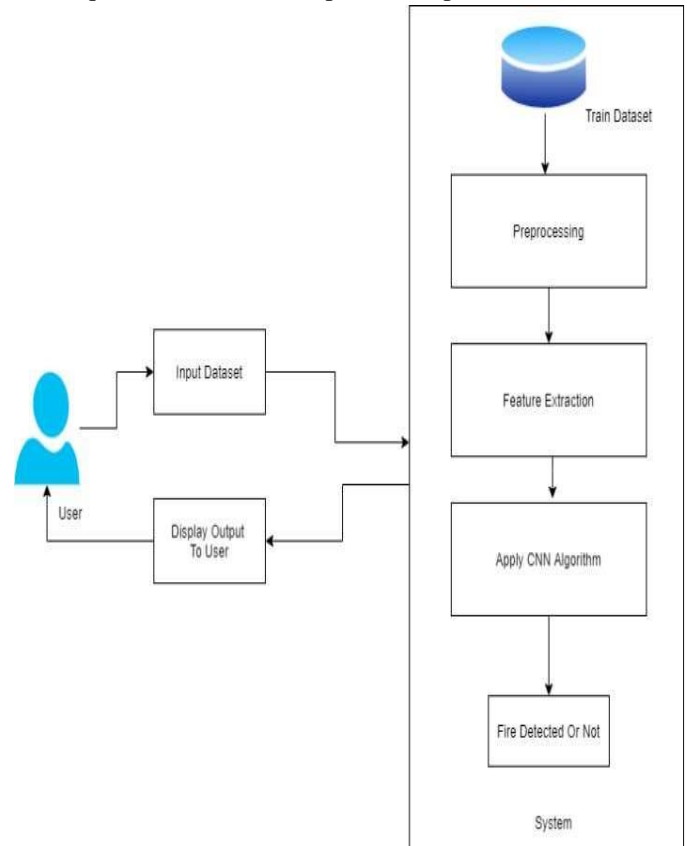 Train Dataset
Preprocessing
Input Dataset
Feature Extraction
User
Display Output
To User
Apply CNN Algorithm
Fire Detected Or Not
System